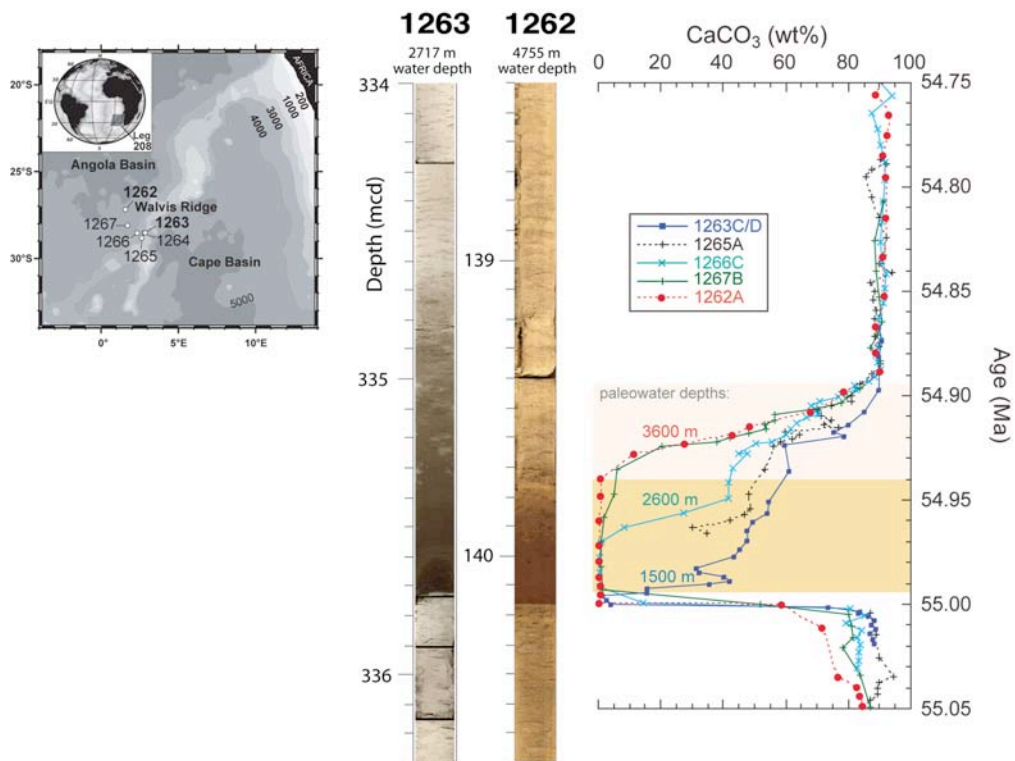 1263
2717 m
water depth
1262
4755 m
water depth
CaCO3 (wt%)
0 20 40 60 80 100
20°S
25°S
30°S
0° 5°E 10°E
AFRICA
200
1000
3000
4000
5000
Leg
208
Angola Basin
1262
Walvis Ridge
1263
1267
1266
1264
1265
Cape Basin
Depth (mcd)
334
335
336
139
140
1263C/D
1265A
1266C
1267B
1262A
paleowater depths:
3600 m
2600 m
1500 m
54.75
54.80
54.85
54.90
54.95
55.00
55.05
Age (Ma)